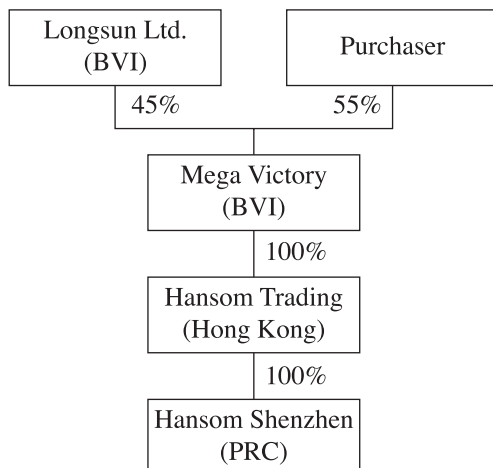 Longsun Ltd.
(BVI)
Purchaser
45%
55%
Mega Victory
(BVI)
100%
Hansom Trading
(Hong Kong)
100%
Hansom Shenzhen
(PRC)